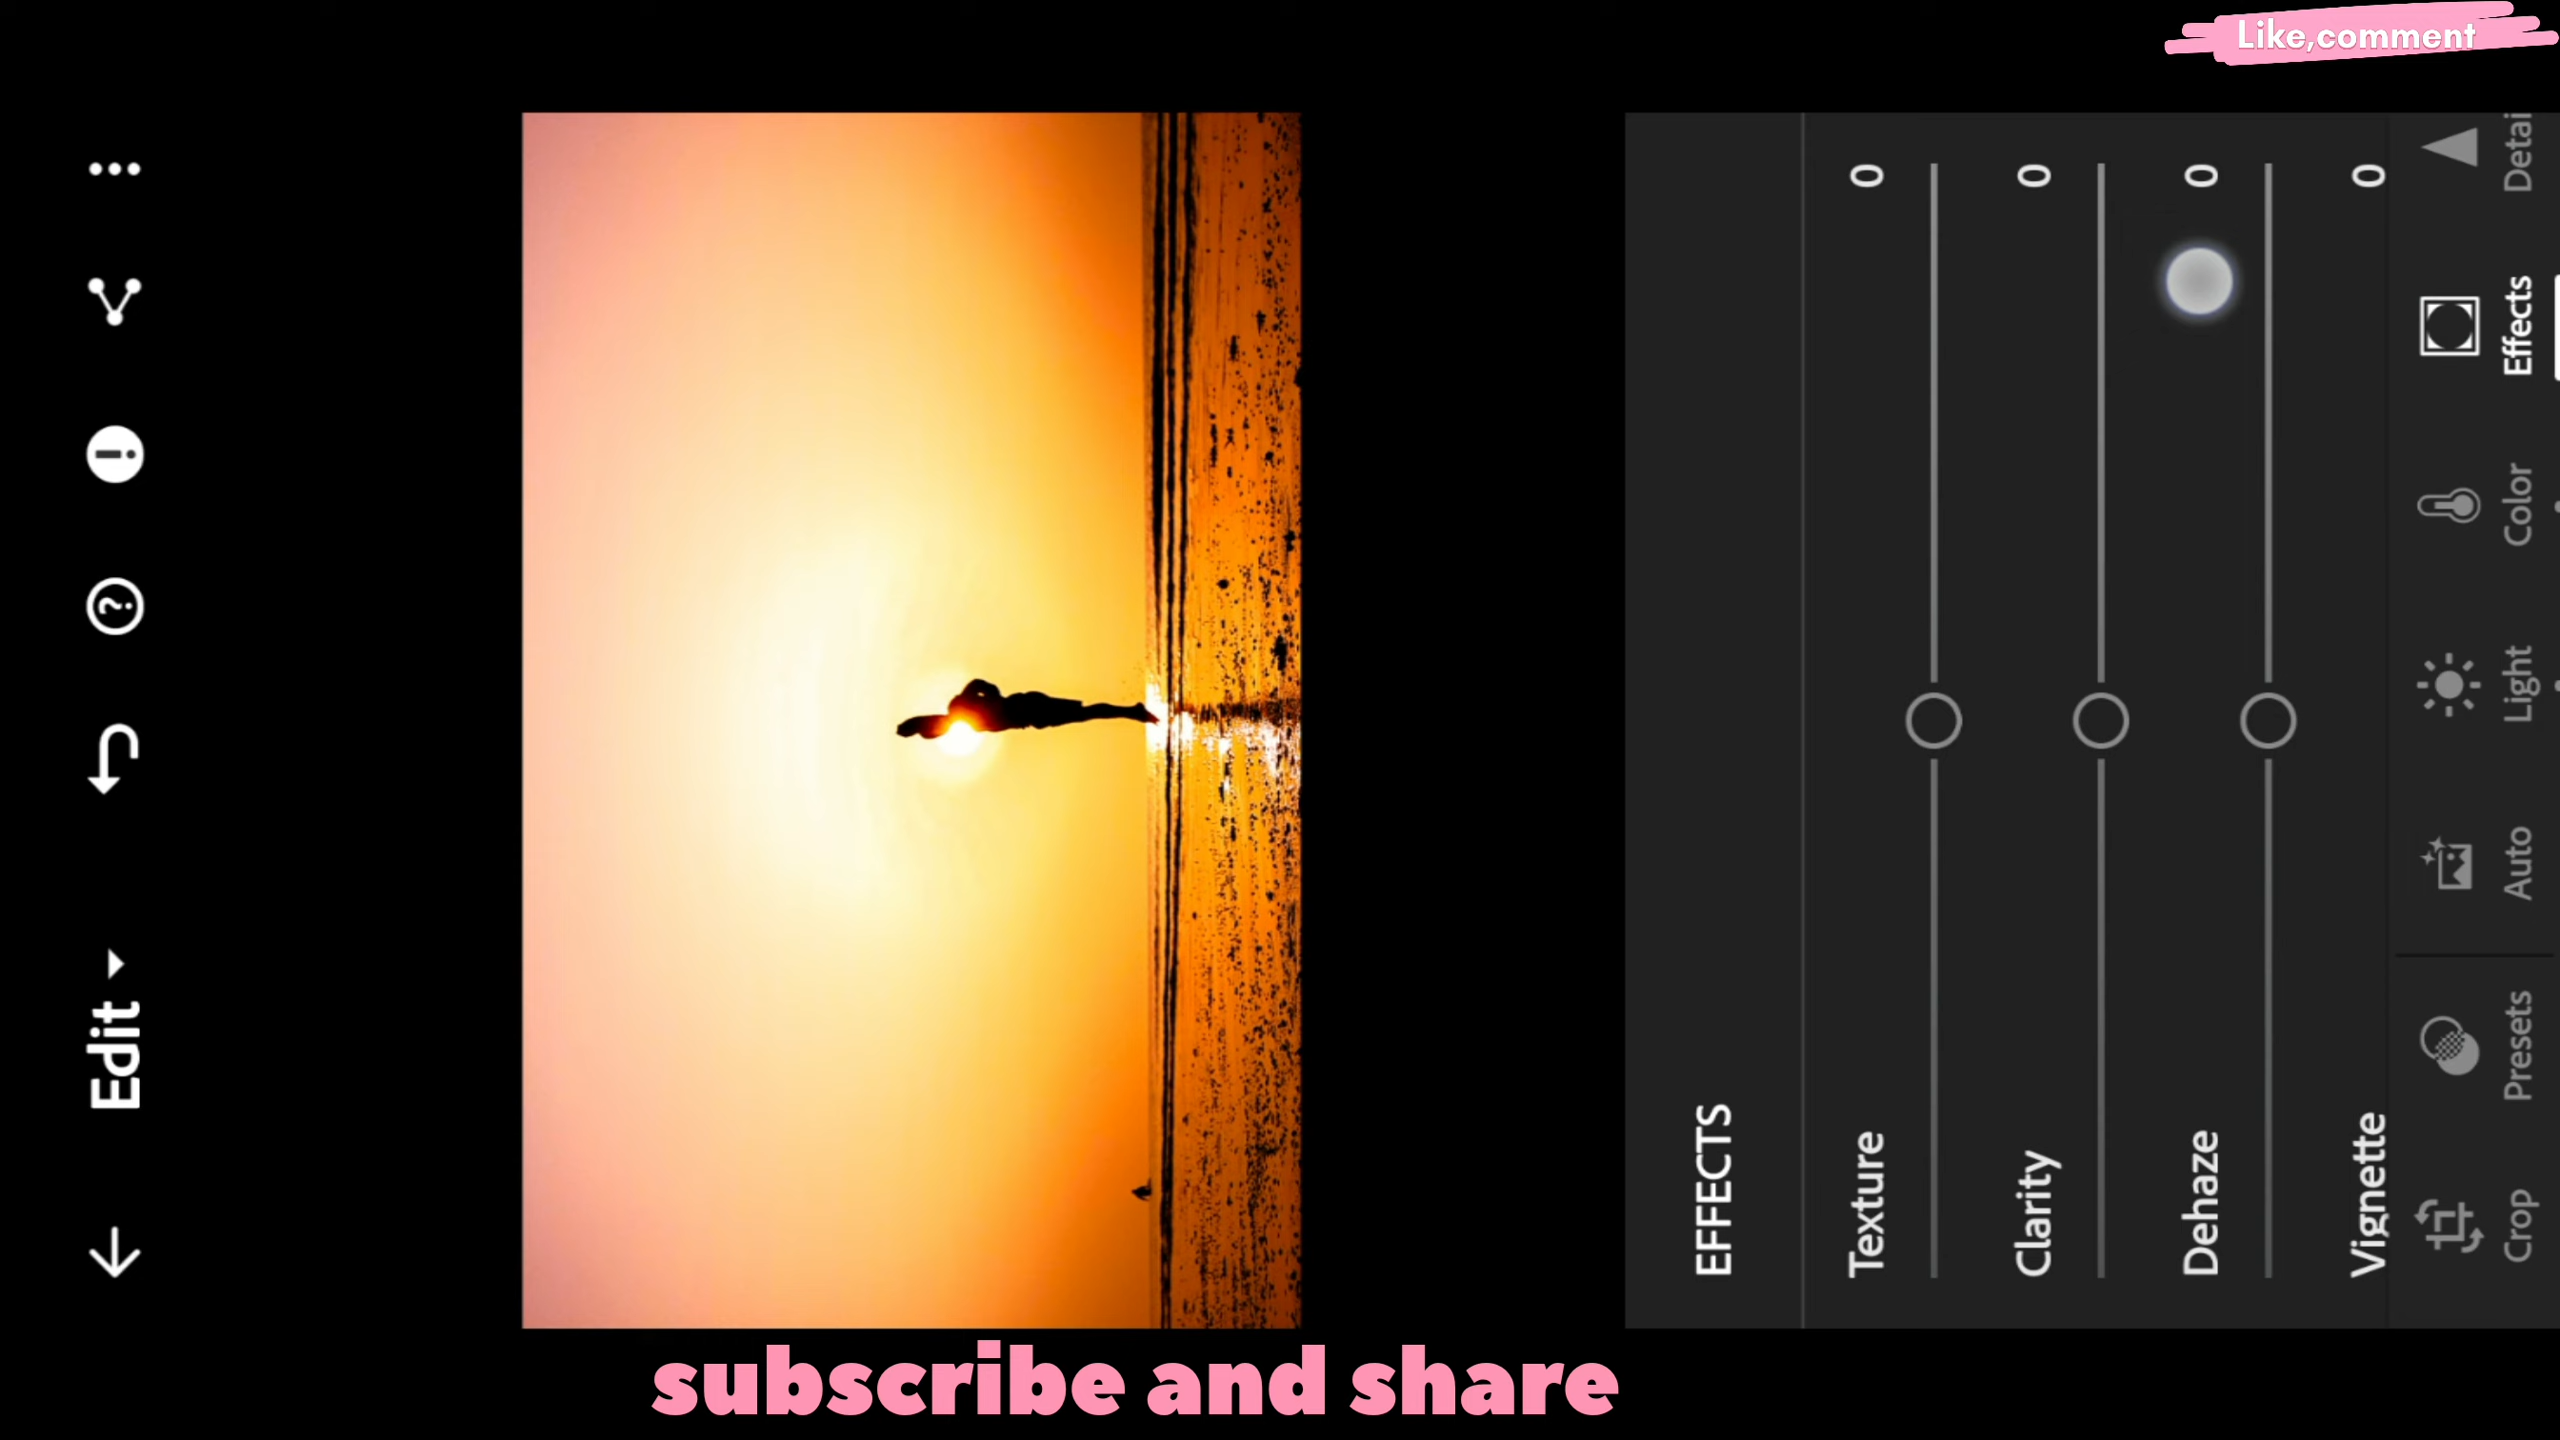 Like,comment
Edit
EFFECTS
Texture 0
Clarity 0
Dehaze 0
Vignette 0
Crop Presets Auto Light Color Effects Detai
subscribe and share